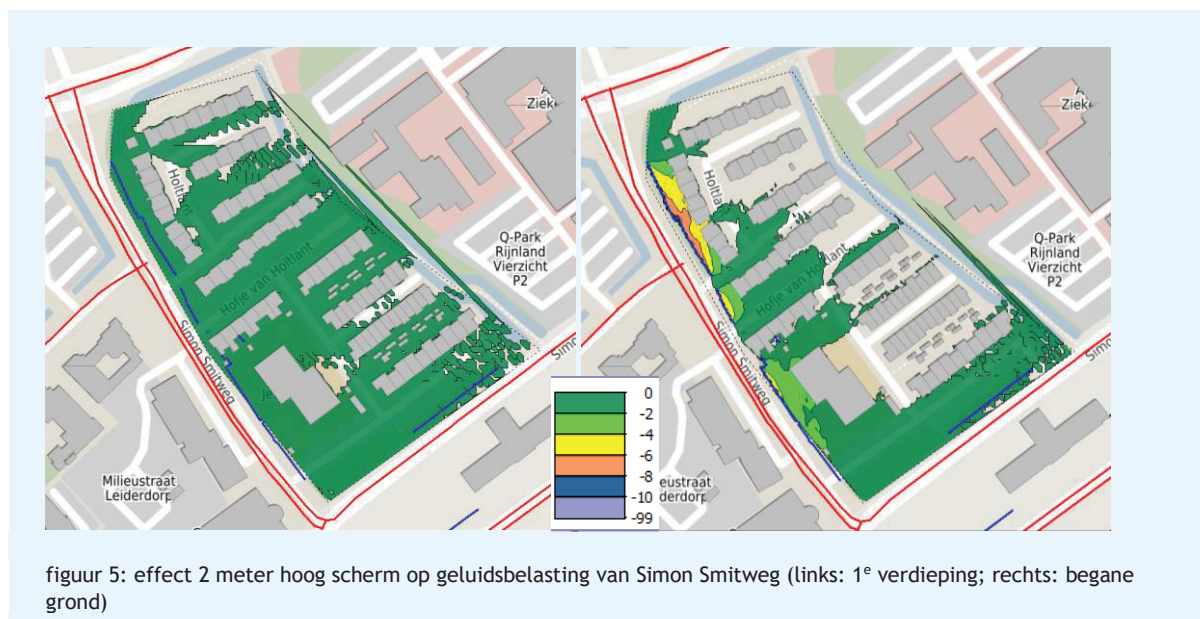 Ziek
Holtlant
Q-Park
Rijnland
Vierzicht
P2
Hofje van Holtlant
Simon Smitweg
Simo
Je
Milieustraat
Leiderdorp
Ziek
Holtlant
Q-Park
Rijnland
Vierzicht
P2
Hofje van Holtlant
Simon Smitweg
Simo
eustraat
derdorp
0
-2
-4
-6
-8
-10
-99
figuur 5: effect 2 meter hoog scherm op geluidsbelasting van Simon Smitweg (links: 1e verdieping; rechts: begane
grond)